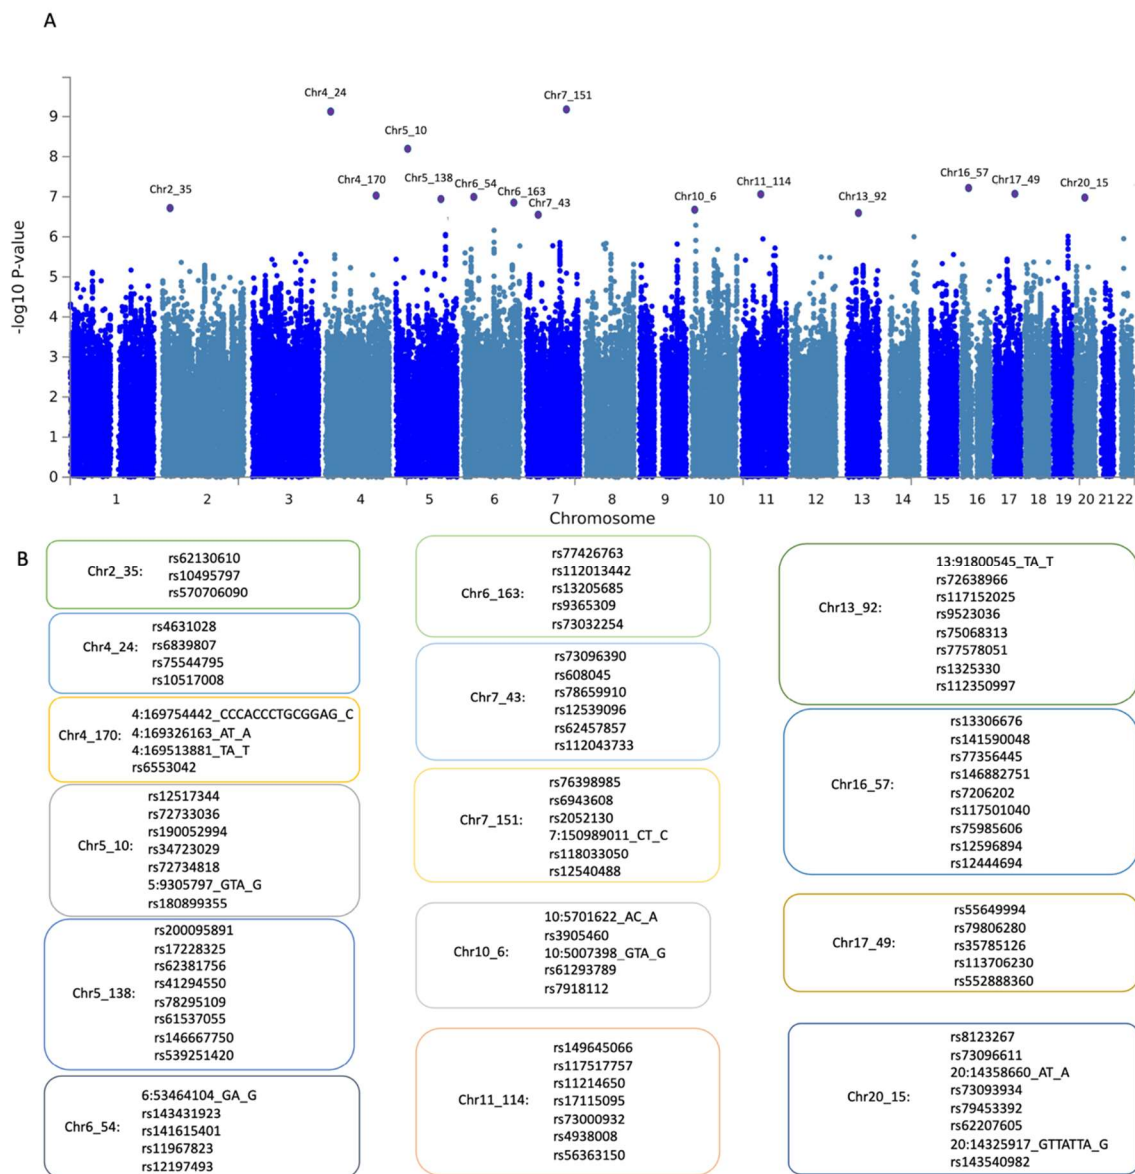 A
Chr7_151
Chr4_24
Chr5_10
Chr4_170
Chr5_138
Chr6_54
Chr6_163
Chr7_43
Chr2_35
Chr10_6
Chr11_114
Chr13_92
Chr16_57
Chr17_49
Chr20_15
-log10 P-value
9
8
7
6
5
4
3
2
1
0
1 2 3 4 5 6 7 8 9 10 11 12 13 14 15 16 17 18 19 20 21 22
Chromosome
B
Chr2_35:
rs62130610
rs10495797
rs570706090
Chr4_24:
rs4631028
rs6839807
rs75544795
rs10517008
Chr4_170:
4:169754442_CCCACCCTGCGGAG_C
4:169326163_AT_A
4:169513881_TA_T
rs6553042
Chr5_10:
rs12517344
rs72733036
rs190052994
rs34723029
rs72734818
5:9305797_GTA_G
rs180899355
Chr5_138:
rs200095891
rs17228325
rs62381756
rs41294550
rs78295109
rs61537055
rs146667750
rs539251420
Chr6_54:
6:53464104_GA_G
rs143431923
rs141615401
rs11967823
rs12197493
Chr6_163:
rs77426763
rs112013442
rs13205685
rs9365309
rs73032254
Chr7_43:
rs73096390
rs608045
rs78659910
rs12539096
rs62457857
rs112043733
Chr7_151:
rs76398985
rs6943608
rs2052130
7:150989011_CT_C
rs118033050
rs12540488
Chr10_6:
10:5701622_AC_A
rs3905460
10:5007398_GTA_G
rs61293789
rs7918112
Chr11_114:
rs149645066
rs117517757
rs11214650
rs17115095
rs73000932
rs4938008
rs56363150
Chr13_92:
13:91800545_TA_T
rs72638966
rs117152025
rs9523036
rs75068313
rs77578051
rs1325330
rs112350997
Chr16_57:
rs13306676
rs141590048
rs77356445
rs146882751
rs7206202
rs117501040
rs75985606
rs12596894
rs12444694
Chr17_49:
rs55649994
rs79806280
rs35785126
rs113706230
rs552888360
Chr20_15:
rs8123267
rs73096611
20:14358660_AT_A
rs73093934
rs79453392
rs62207605
20:14325917_GTTATTA_G
rs143540982